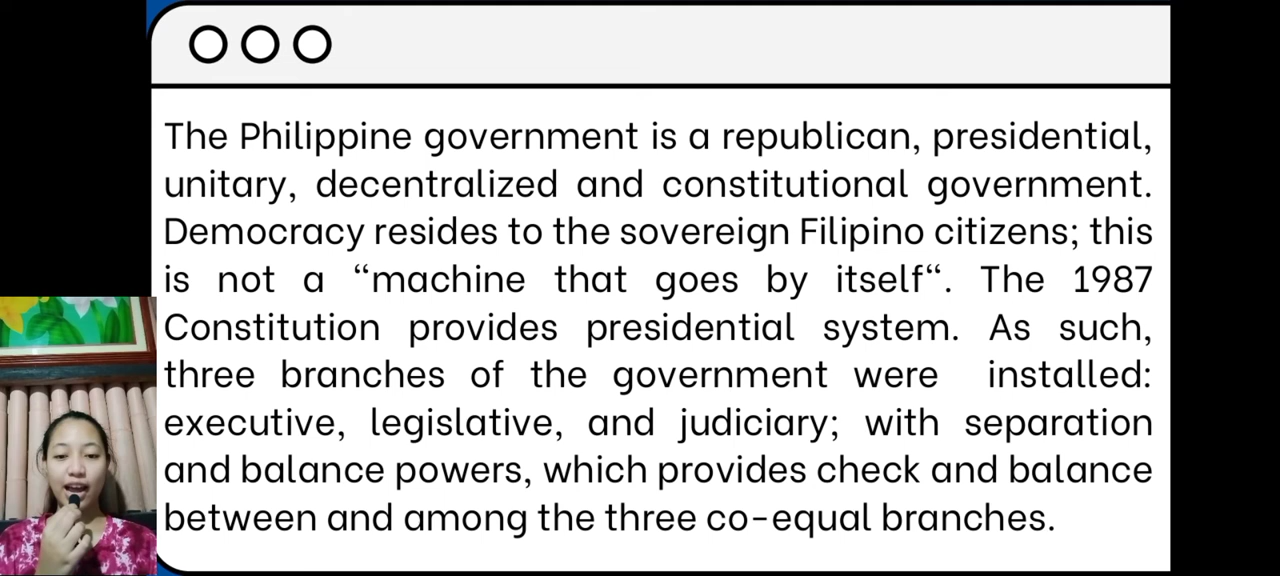 The Philippine government is a republican, presidential,
unitary, decentralized and constitutional government.
Democracy resides to the sovereign Filipino citizens; this
is not a “machine that goes by itself“. The 1987
Constitution provides presidential system. As such,
three branches of the government were installed:
executive, legislative, and judiciary; with separation
and balance powers, which provides check and balance
between and among the three co-equal branches.